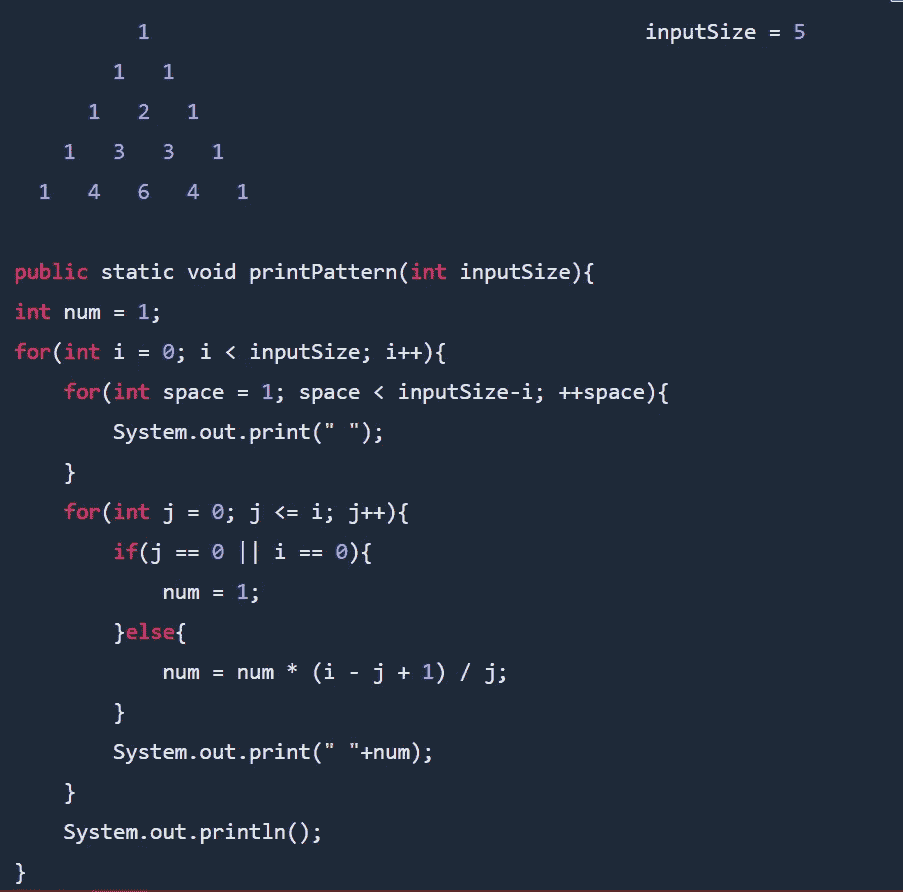 1                                        inputSize = 5
        1   1
      1   2   1
    1   3   3   1
  1   4   6   4   1

public static void printPattern(int inputSize){
int num = 1;
for(int i = 0; i < inputSize; i++){
    for(int space = 1; space < inputSize-i; ++space){
        System.out.print(" ");
    }
    for(int j = 0; j <= i; j++){
        if(j == 0 || i == 0){
            num = 1;
        }else{
            num = num * (i - j + 1) / j;
        }
        System.out.print(" "+num);
    }
    System.out.println();
}